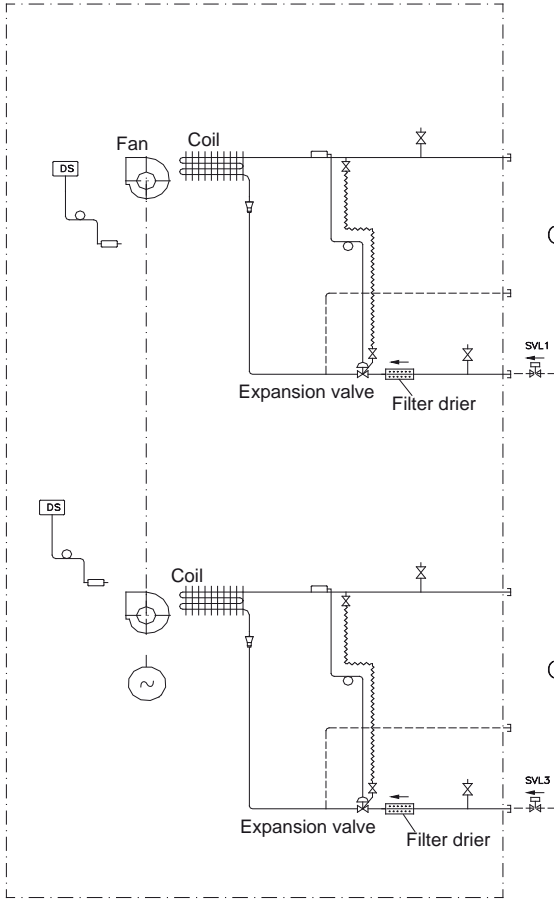 Fan
Coil
DS
SVL1
Expansion valve
Filter drier
DS
Coil
SVL3
Expansion valve
Filter drier